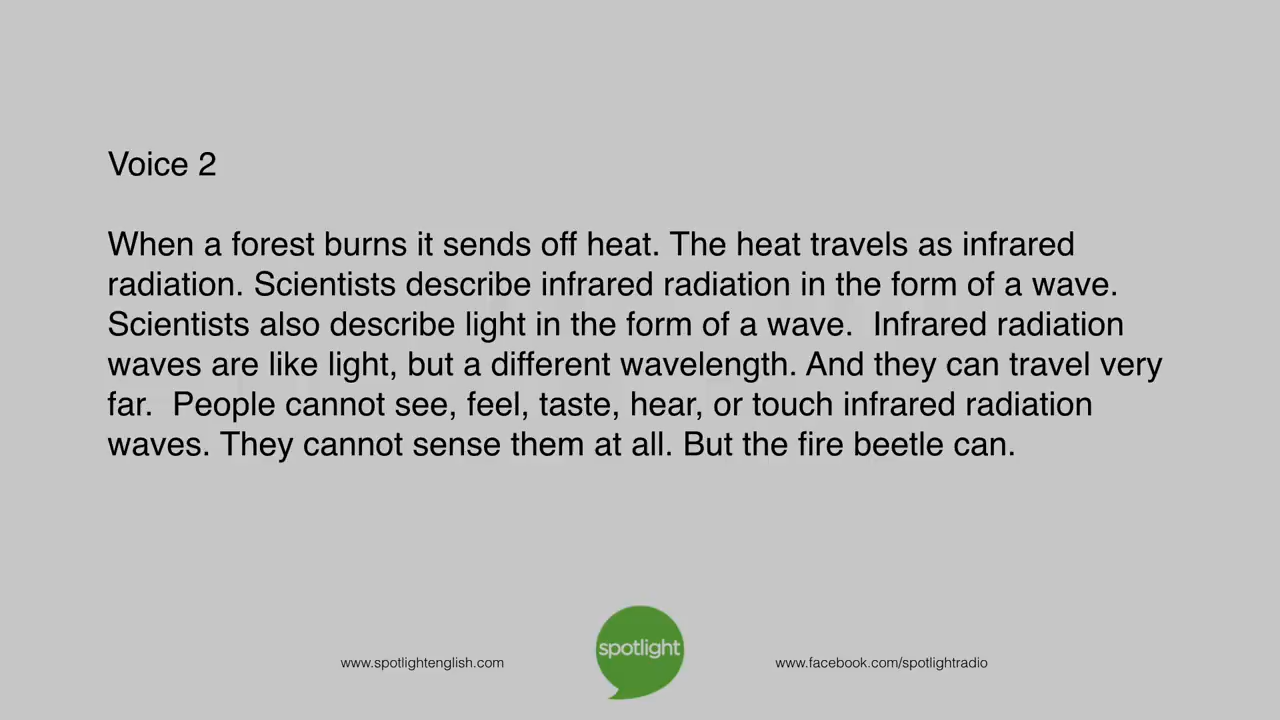 Voice 2
When a forest burns it sends off heat. The heat travels as infrared
radiation. Scientists describe infrared radiation in the form of a wave.
Scientists also describe light in the form of a wave.  Infrared radiation
waves are like light, but a different wavelength. And they can travel very
far.  People cannot see, feel, taste, hear, or touch infrared radiation
waves. They cannot sense them at all. But the fire beetle can.
spotlight
www.spotlightenglish.com
www.facebook.com/spotlightradio